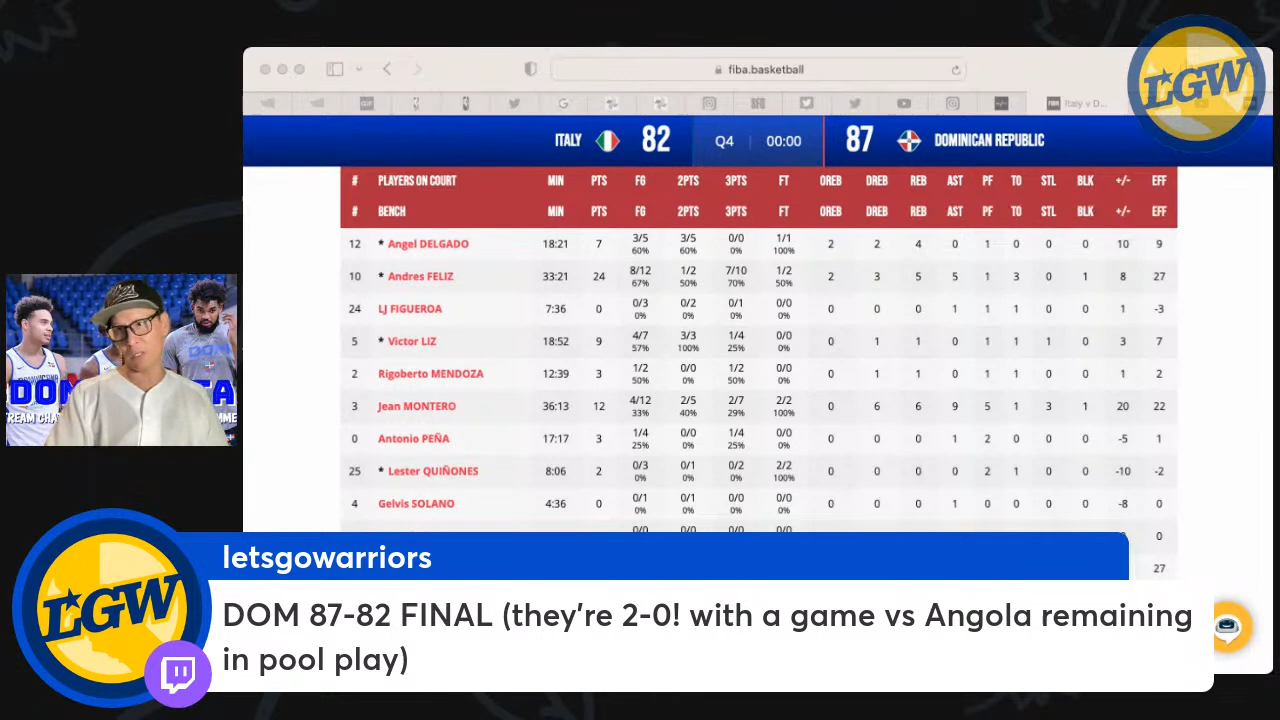 LGW
fiba.basketball
Italy v D...
ITALY 82 Q4 00:00 87 DOMINICAN REPUBLIC
# PLAYERS ON COURT MIN PTS FG 2PTS 3PTS FT OREB DREB REB AST PF TO STL BLK +/- EFF
# BENCH MIN PTS FG 2PTS 3PTS FT OREB DREB REB AST PF TO STL BLK +/- EFF
12 * Angel DELGADO 18:21 7 3/5 60% 3/5 60% 0/0 0% 1/1 100% 2 2 4 0 1 0 0 0 10 9
10 * Andres FELIZ 33:21 24 8/12 67% 1/2 50% 7/10 70% 1/2 50% 2 3 5 5 1 3 0 1 8 27
24 LJ FIGUEROA 7:36 0 0/3 0% 0/2 0% 0/1 0% 0/0 0% 0 0 0 1 1 1 0 0 1 -3
5 * Victor LIZ 18:52 9 4/7 57% 3/3 100% 1/4 25% 0/0 0% 0 1 1 0 1 1 1 0 3 7
2 Rigoberto MENDOZA 12:39 3 1/2 50% 0/0 0% 1/2 50% 0/0 0% 0 1 1 0 1 1 0 0 1 2
3 Jean MONTERO 36:13 12 4/12 33% 2/5 40% 2/7 29% 2/2 100% 0 6 6 9 5 1 3 1 20 22
0 Antonio PEÑA 17:17 3 1/4 25% 0/0 0% 1/4 25% 0/0 0% 0 0 0 1 2 0 0 0 -5 1
25 * Lester QUIÑONES 8:06 2 0/3 0% 0/1 0% 0/2 0% 2/2 100% 0 0 0 0 2 1 0 0 -10 -2
4 Gelvis SOLANO 4:36 0 0/1 0% 0/1 0% 0/0 0% 0/0 0% 0 0 0 1 0 0 0 0 -8 0
0/0 0/0 0/0 0/0 0
27
LGW
letsgowarriors
DOM 87-82 FINAL (they're 2-0! with a game vs Angola remaining
in pool play)